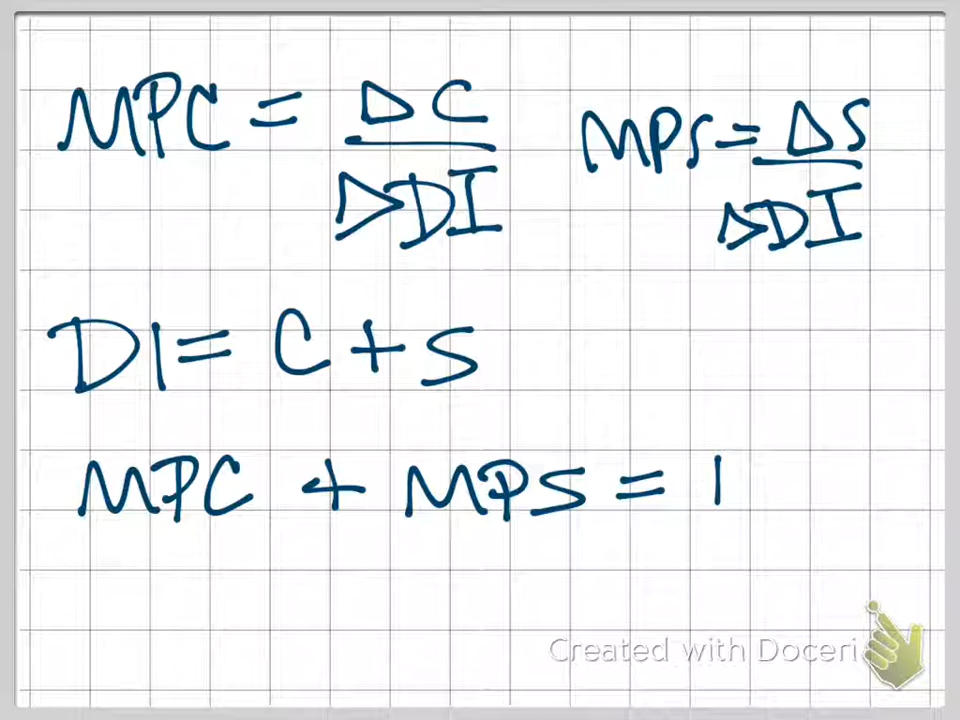 MPC = ΔC / ΔDI MPS = ΔS / ΔDI
DI = C + S
MPC + MPS = 1
Created with Doceri